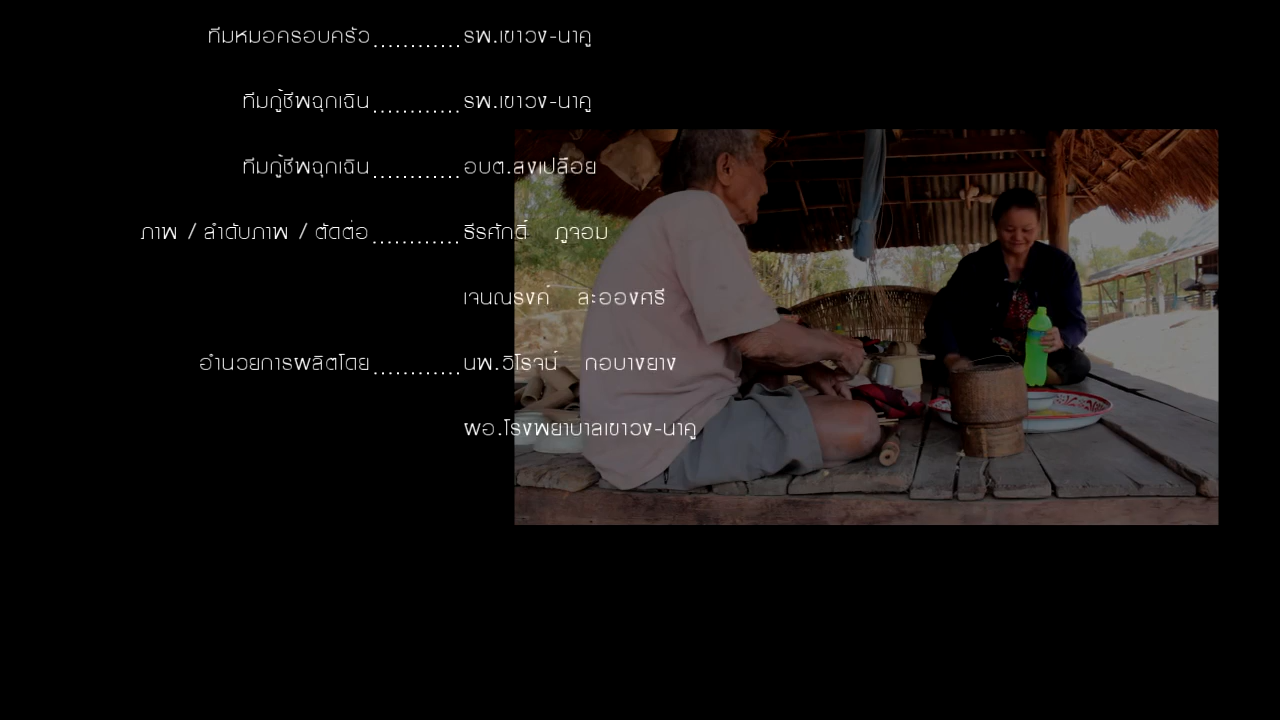 ทีมหมอครอบครัว............รพ.เขาวง-นาคู
ทีมกู้ชีพฉุกเฉิน............รพ.เขาวง-นาคู
ทีมกู้ชีพฉุกเฉิน............อบต.สงเปลือย
ภาพ / ลำดับภาพ / ตัดต่อ............ธีรศักดิ์ ภูจอม
เจนณรงค์ ละอองศรี
อำนวยการผลิตโดย............นพ.วิโรจน์ กอบางยาง
ผอ.โรงพยาบาลเขาวง-นาคู